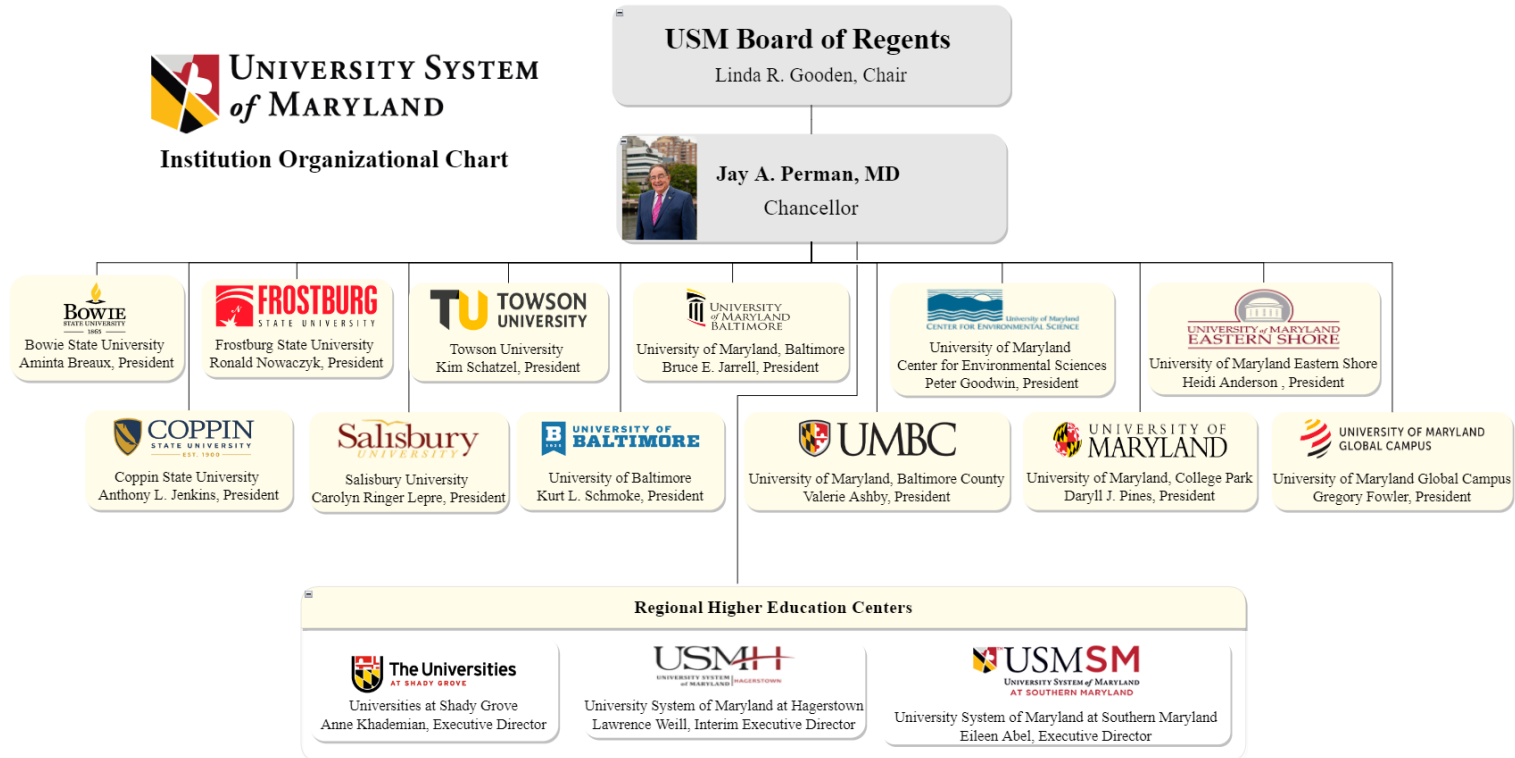 UNIVERSITY SYSTEM
of MARYLAND
Institution Organizational Chart
USM Board of Regents
Linda R. Gooden, Chair
Jay A. Perman, MD
Chancellor
BOWIE
STATE UNIVERSITY
1865
Bowie State University
Aminta Breaux, President
FROSTBURG
STATE UNIVERSITY
Frostburg State University
Ronald Nowaczyk, President
TU TOWSON
UNIVERSITY
Towson University
Kim Schatzel, President
UNIVERSITY
of MARYLAND
BALTIMORE
University of Maryland, Baltimore
Bruce E. Jarrell, President
University of Maryland
CENTER FOR ENVIRONMENTAL SCIENCE
University of Maryland
Center for Environmental Sciences
Peter Goodwin, President
UNIVERSITY of MARYLAND
EASTERN SHORE
University of Maryland Eastern Shore
Heidi Anderson , President
COPPIN
STATE UNIVERSITY
EST. 1900
Coppin State University
Anthony L. Jenkins, President
Salisbury
UNIVERSITY
Salisbury University
Carolyn Ringer Lepre, President
B
UNIVERSITY OF
BALTIMORE
University of Baltimore
Kurt L. Schmoke, President
UMBC
University of Maryland, Baltimore County
Valerie Ashby, President
UNIVERSITY OF
MARYLAND
University of Maryland, College Park
Daryll J. Pines, President
UNIVERSITY OF MARYLAND
GLOBAL CAMPUS
University of Maryland Global Campus
Gregory Fowler, President
Regional Higher Education Centers
The Universities
AT SHADY GROVE
Universities at Shady Grove
Anne Khademian, Executive Director
USMH
UNIVERSITY SYSTEM
of MARYLAND HAGERSTOWN
University System of Maryland at Hagerstown
Lawrence Weill, Interim Executive Director
USMSM
UNIVERSITY SYSTEM of MARYLAND
AT SOUTHERN MARYLAND
University System of Maryland at Southern Maryland
Eileen Abel, Executive Director